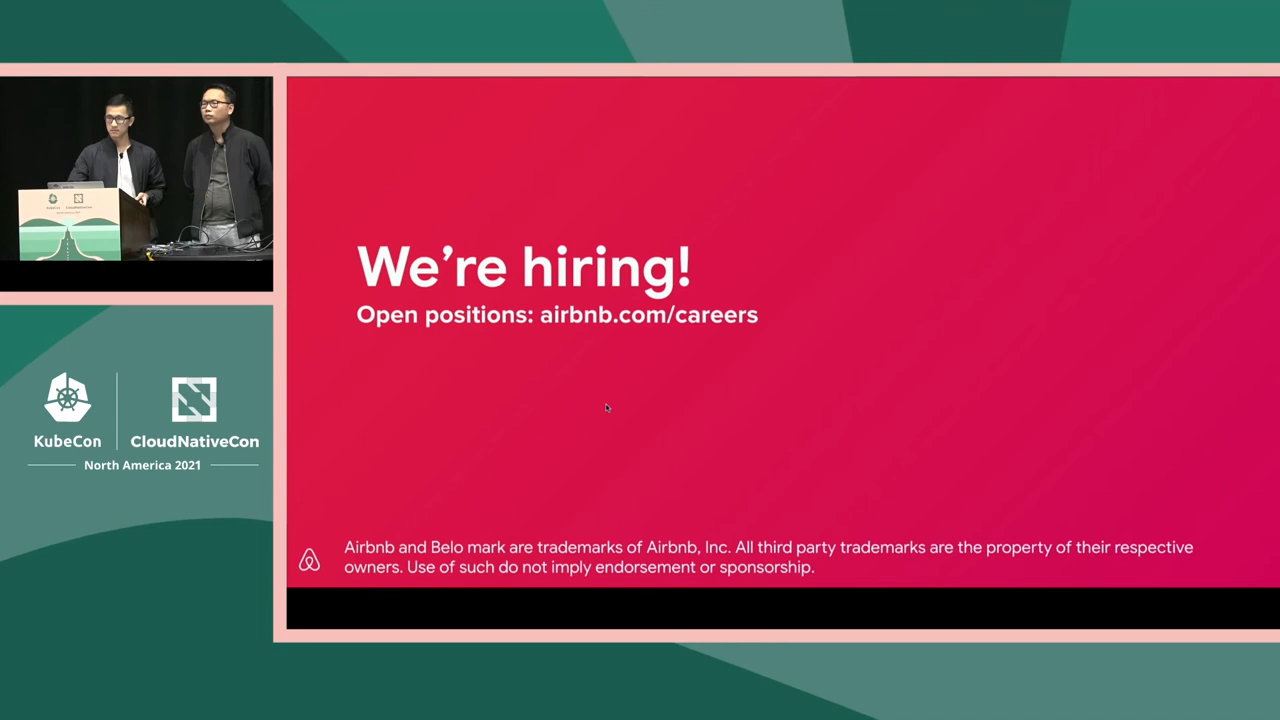 We're hiring!
Open positions: airbnb.com/careers
Airbnb and Belo mark are trademarks of Airbnb, Inc. All third party trademarks are the property of their respective
owners. Use of such do not imply endorsement or sponsorship.
KubeCon
CloudNativeCon
North America 2021